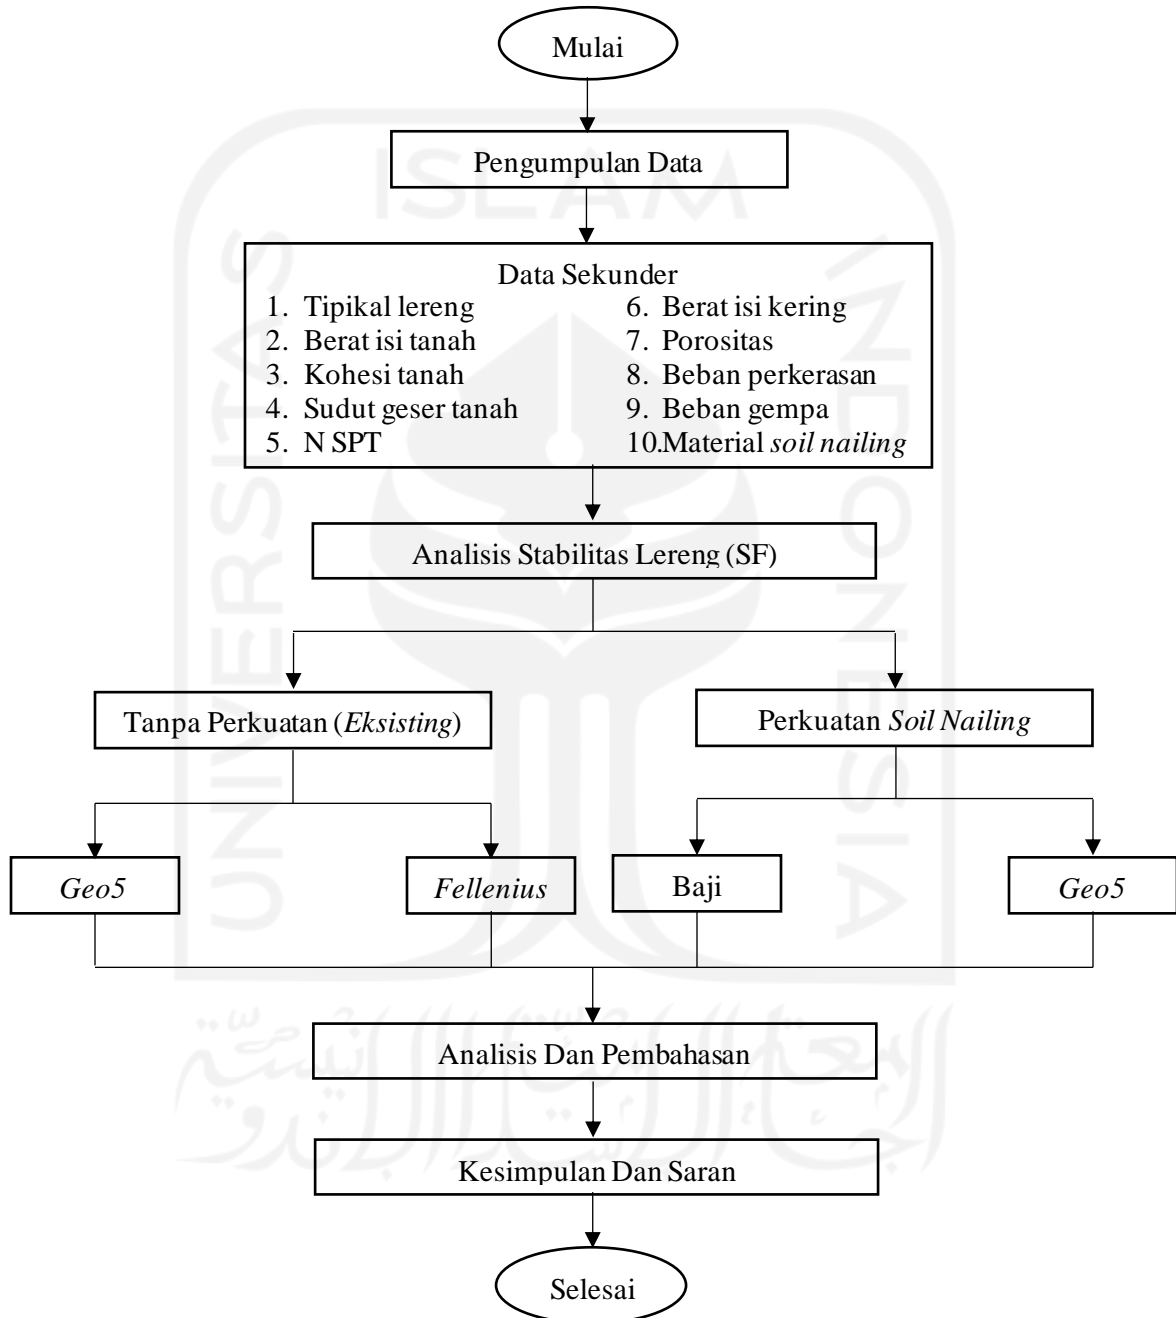 Mulai
Pengumpulan Data
Data Sekunder
1. Tipikal lereng
2. Berat isi tanah
3. Kohesi tanah
4. Sudut geser tanah
5. N SPT
6. Berat isi kering
7. Porositas
8. Beban perkerasan
9. Beban gempa
10.Material soil nailing
Analisis Stabilitas Lereng (SF)
Tanpa Perkuatan (Eksisting)
Perkuatan Soil Nailing
Geo5
Fellenius
Baji
Geo5
Analisis Dan Pembahasan
Kesimpulan Dan Saran
Selesai
UNIVERSITAS
ISLAM
INDONESIA